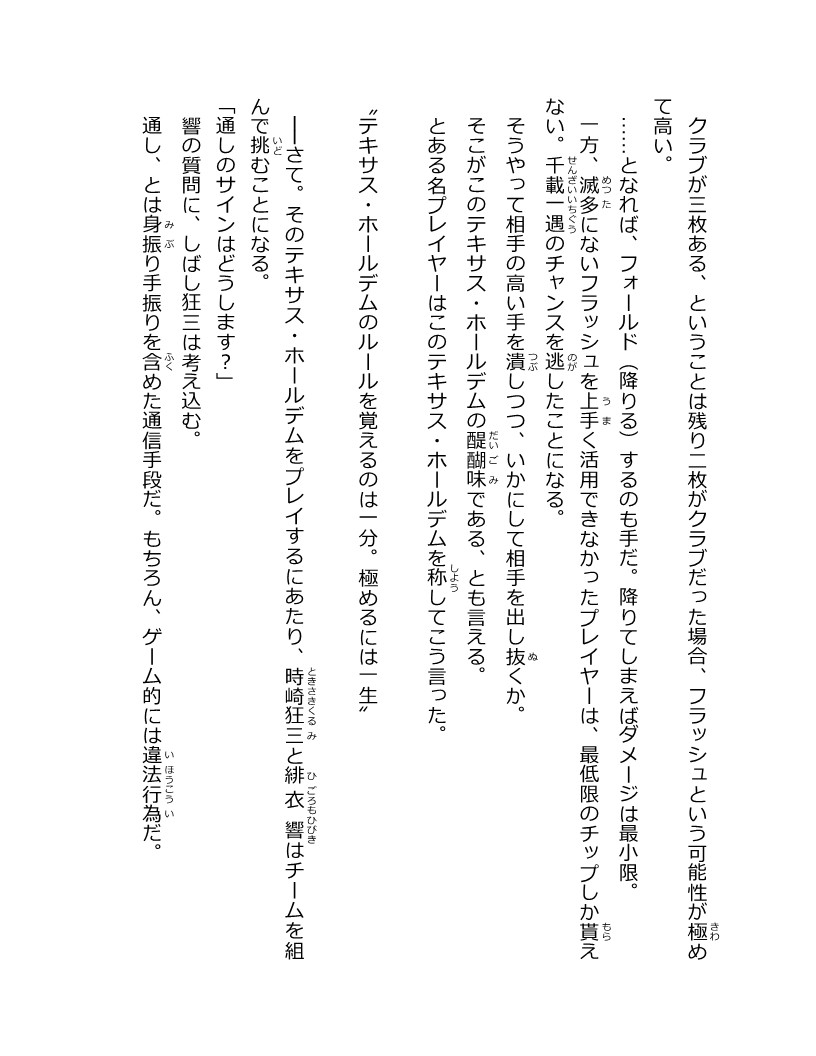 クラブが三枚ある、ということは残り二枚がクラブだった場合、フラッシュという可能性が極め
て高い。
……となれば、フォールド（降りる）するのも手だ。降りてしまえばダメージは最小限。
一方、滅多にないフラッシュを上手く活用できなかったプレイヤーは、最低限のチップしか貰え
ない。千載一遇のチャンスを逃したことになる。
そうやって相手の高い手を潰しつつ、いかにして相手を出し抜くか。
そこがこのテキサス・ホールデムの醍醐味である、とも言える。
とある名プレイヤーはこのテキサス・ホールデムを称してこう言った。
〝テキサス・ホールデムのルールを覚えるのは一分。極めるには一生〟
──さて。そのテキサス・ホールデムをプレイするにあたり、時崎狂三と緋衣響はチームを組
んで挑むことになる。
「通しのサインはどうします？」
響の質問に、しばし狂三は考え込む。
通し、とは身振り手振りを含めた通信手段だ。もちろん、ゲーム的には違法行為だ。